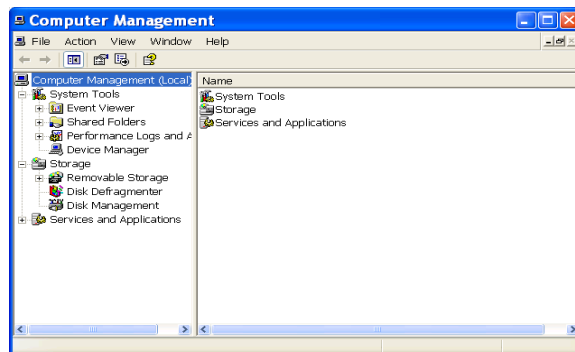 Computer Management
File Action View Window Help
Computer Management (Local)
System Tools
Event Viewer
Shared Folders
Performance Logs and A
Device Manager
Storage
Removable Storage
Disk Defragmenter
Disk Management
Services and Applications
Name
System Tools
Storage
Services and Applications